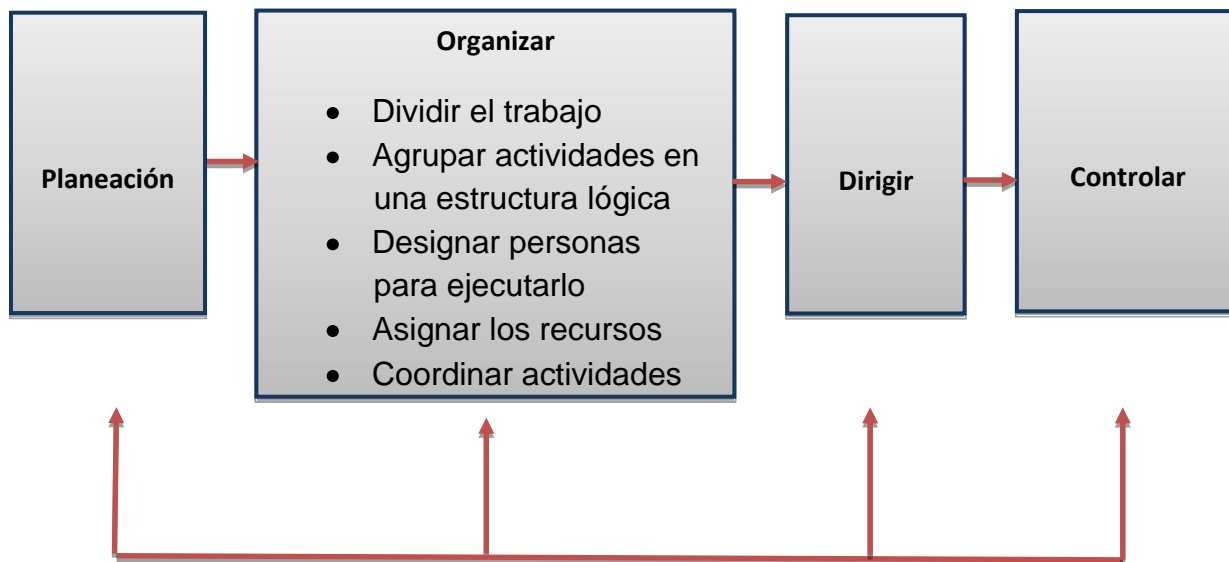 Planeación
Organizar
• Dividir el trabajo
• Agrupar actividades en
una estructura lógica
• Designar personas
para ejecutarlo
• Asignar los recursos
• Coordinar actividades
Dirigir
Controlar